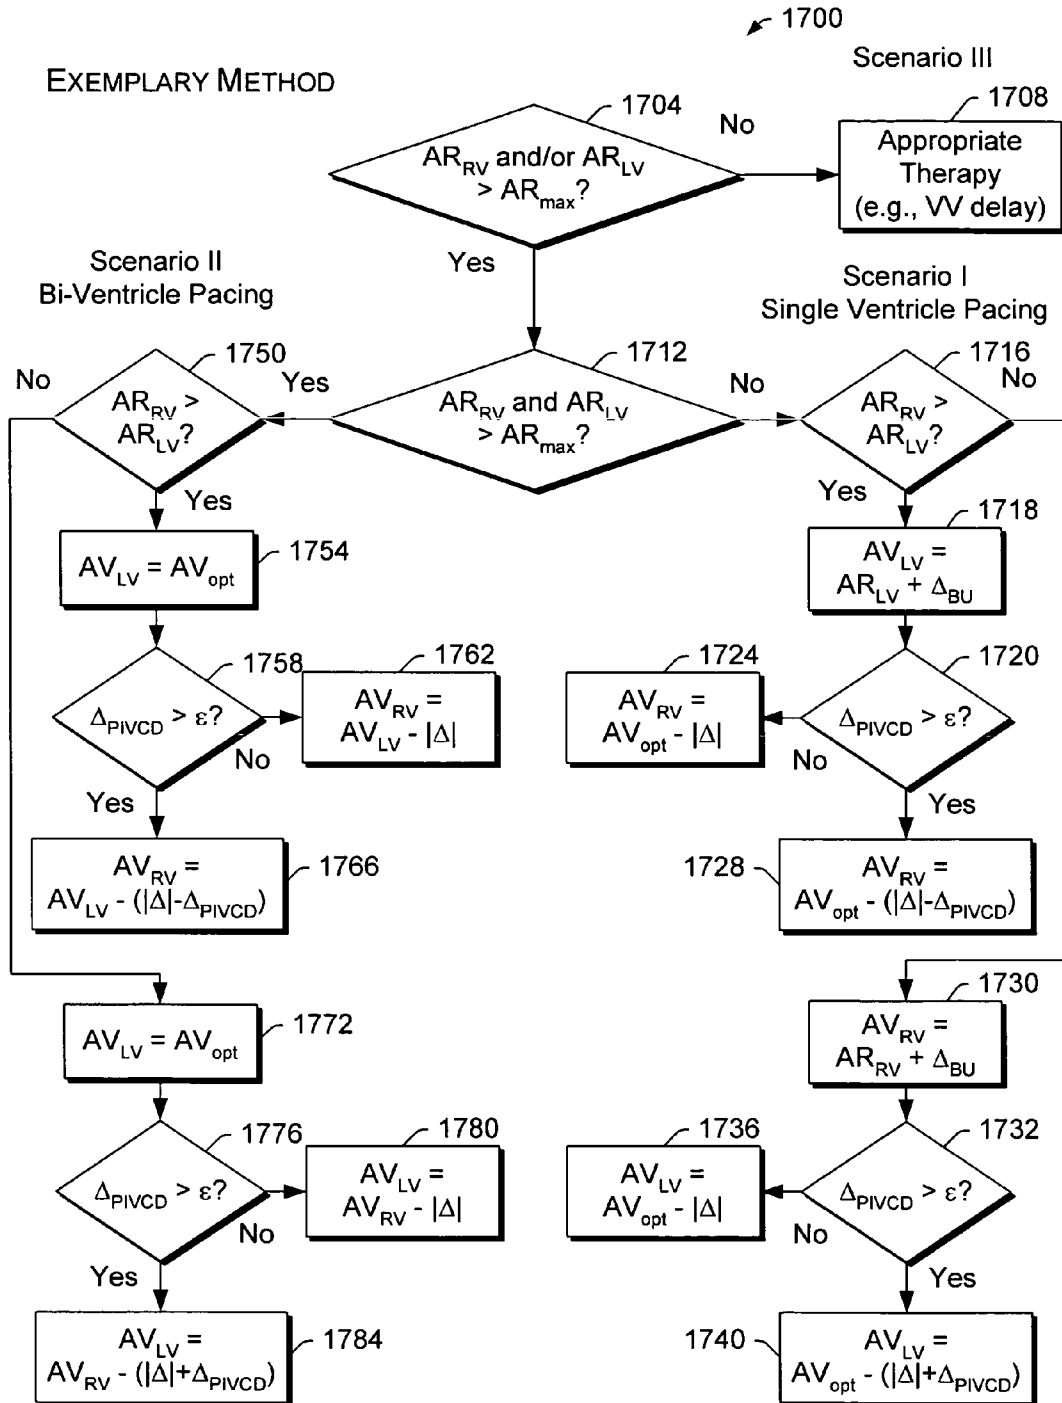 1700
EXEMPLARY METHOD
Scenario III
1704
No
1708
AR_RV and/or AR_LV
> AR_max?
Appropriate
Therapy
(e.g., VV delay)
Yes
Scenario II
Bi-Ventricle Pacing
Scenario I
Single Ventricle Pacing
No
1750
Yes
1712
No
1716
No
AR_RV >
AR_LV?
AR_RV and AR_LV
> AR_max?
AR_RV >
AR_LV?
Yes
Yes
1754
AV_LV = AV_opt
1718
AV_LV =
AR_LV + Δ_BU
1758
Δ_PIVCD > ε?
No
1762
AV_RV =
AV_LV - |Δ|
1724
AV_RV =
AV_opt - |Δ|
1720
Δ_PIVCD > ε?
No
Yes
Yes
1766
AV_RV =
AV_LV - (|Δ|-Δ_PIVCD)
1728
AV_RV =
AV_opt - (|Δ|-Δ_PIVCD)
1772
AV_LV = AV_opt
1730
AV_RV =
AR_RV + Δ_BU
1776
Δ_PIVCD > ε?
No
1780
AV_LV =
AV_RV - |Δ|
1736
AV_LV =
AV_opt - |Δ|
1732
Δ_PIVCD > ε?
No
Yes
Yes
1784
AV_LV =
AV_RV - (|Δ|+Δ_PIVCD)
1740
AV_LV =
AV_opt - (|Δ|+Δ_PIVCD)